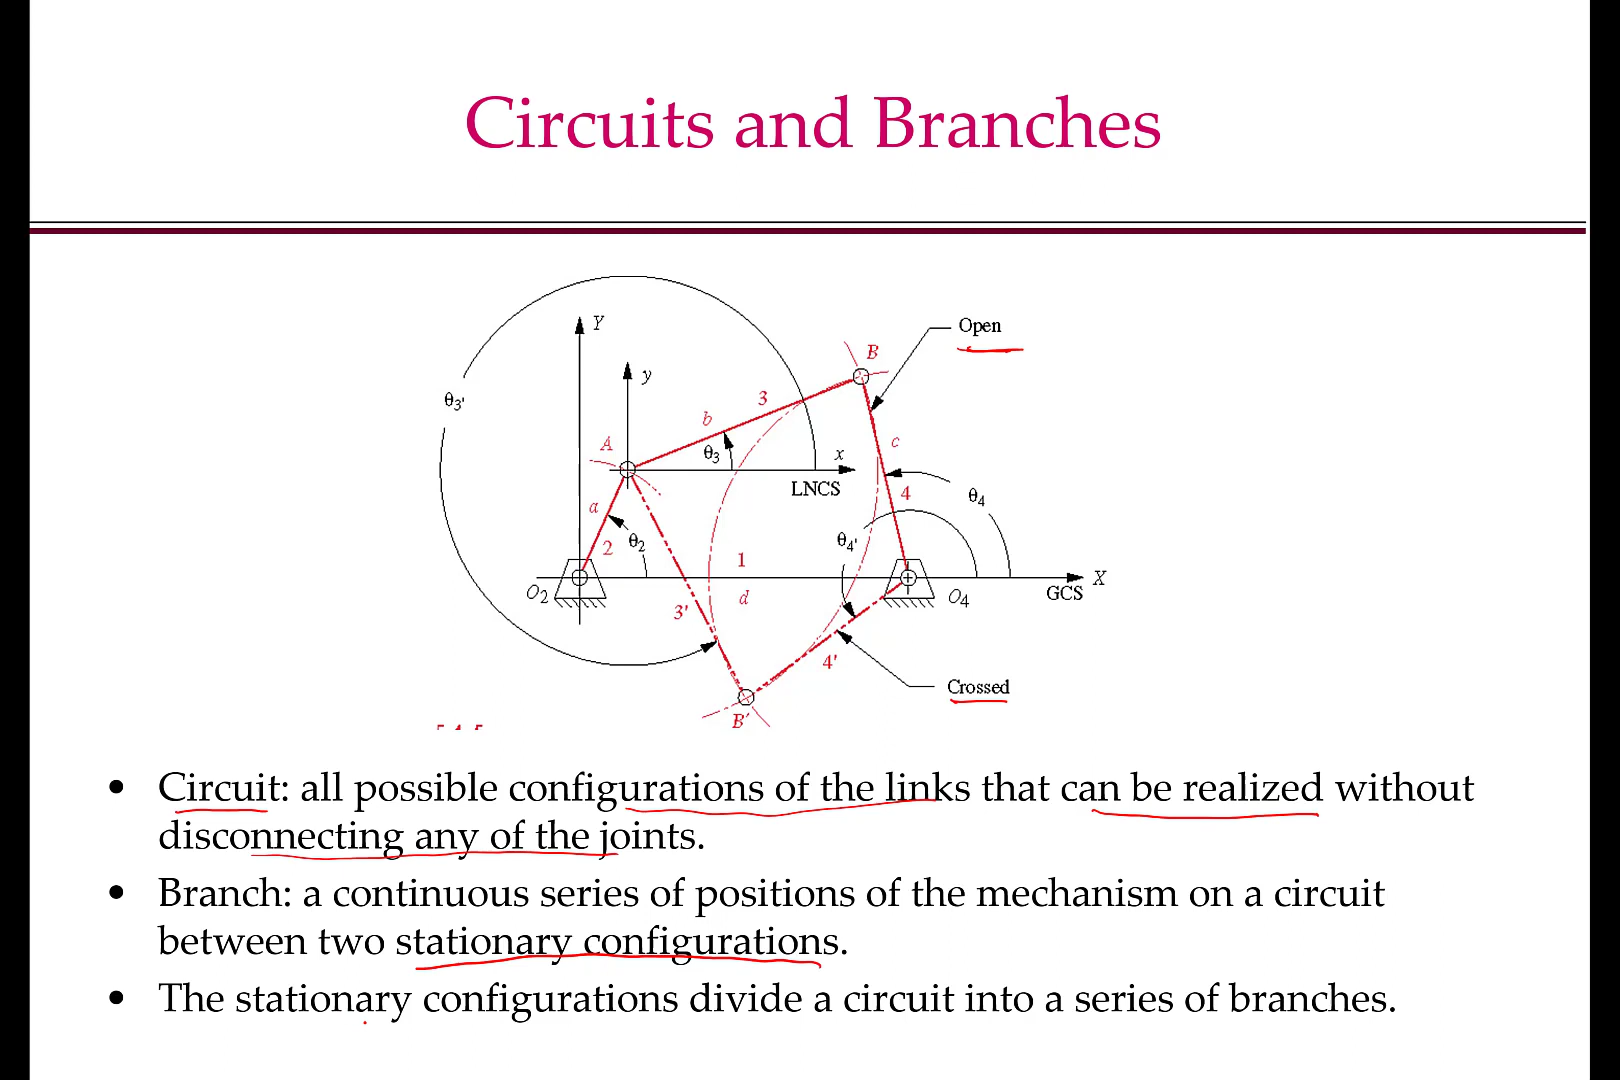 Circuits and Branches
Y
Open
B
y
3
θ3'
b
A
θ3
x
c
LNCS
4
θ4
a
2
θ2
θ4'
1
X
O2
d
O4
GCS
3'
4'
Crossed
B'
• Circuit: all possible configurations of the links that can be realized without
disconnecting any of the joints.
• Branch: a continuous series of positions of the mechanism on a circuit
between two stationary configurations.
• The stationary configurations divide a circuit into a series of branches.